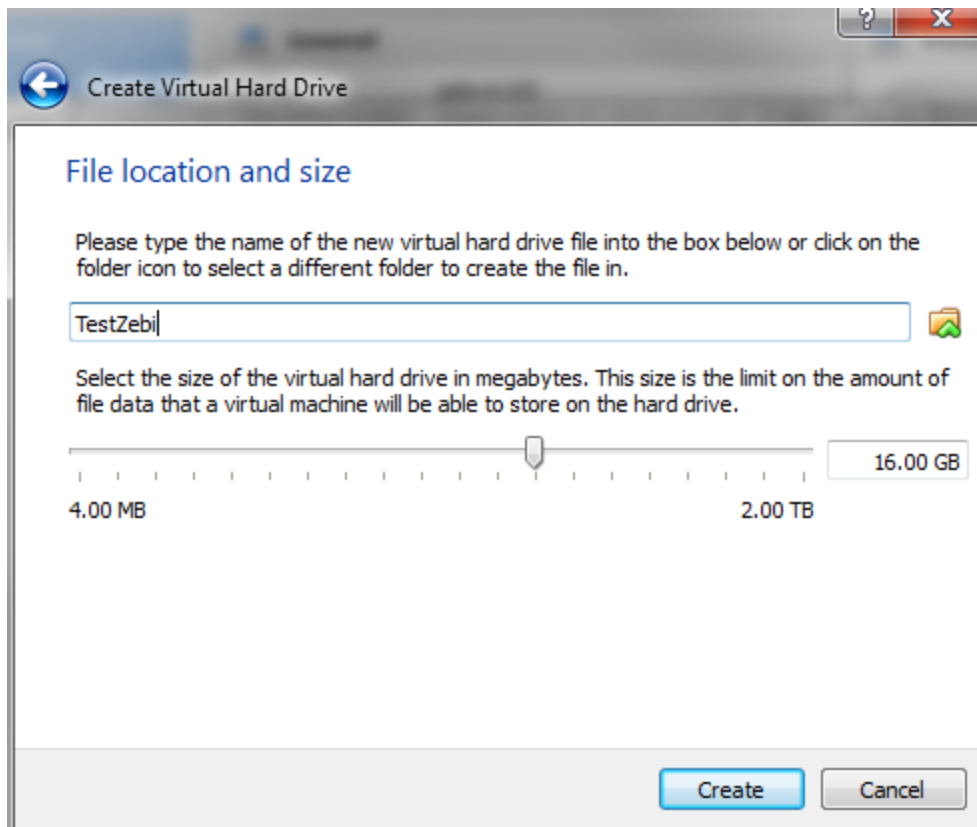 Create Virtual Hard Drive
File location and size
Please type the name of the new virtual hard drive file into the box below or click on the
folder icon to select a different folder to create the file in.
TestZebi
Select the size of the virtual hard drive in megabytes. This size is the limit on the amount of
file data that a virtual machine will be able to store on the hard drive.
16.00 GB
4.00 MB 2.00 TB
Create Cancel